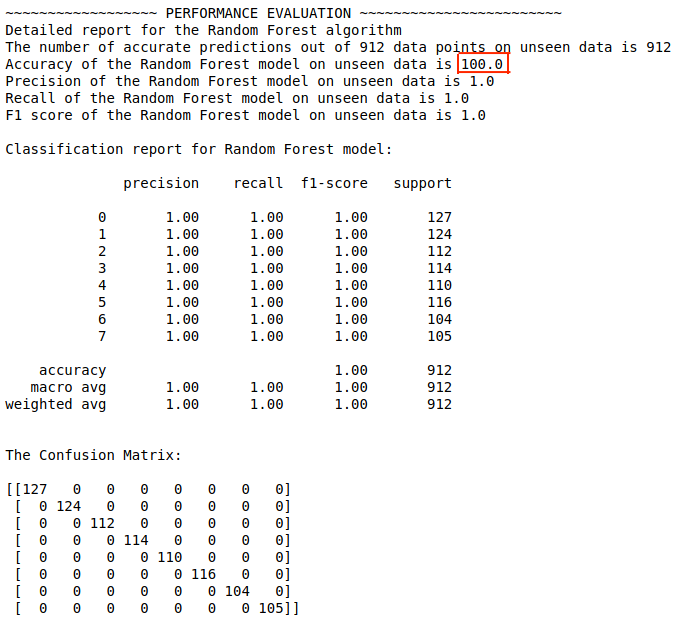 ~~~~~~~~~~~~~~~~~~ PERFORMANCE EVALUATION ~~~~~~~~~~~~~~~~~~~~~~~~
Detailed report for the Random Forest algorithm
The number of accurate predictions out of 912 data points on unseen data is 912
Accuracy of the Random Forest model on unseen data is 100.0
Precision of the Random Forest model on unseen data is 1.0
Recall of the Random Forest model on unseen data is 1.0
F1 score of the Random Forest model on unseen data is 1.0
Classification report for Random Forest model:
precision recall f1-score support
0 1.00 1.00 1.00 127
1 1.00 1.00 1.00 124
2 1.00 1.00 1.00 112
3 1.00 1.00 1.00 114
4 1.00 1.00 1.00 110
5 1.00 1.00 1.00 116
6 1.00 1.00 1.00 104
7 1.00 1.00 1.00 105
accuracy 1.00 912
macro avg 1.00 1.00 1.00 912
weighted avg 1.00 1.00 1.00 912
The Confusion Matrix:
[[127 0 0 0 0 0 0 0]
[ 0 124 0 0 0 0 0 0]
[ 0 0 112 0 0 0 0 0]
[ 0 0 0 114 0 0 0 0]
[ 0 0 0 0 110 0 0 0]
[ 0 0 0 0 0 116 0 0]
[ 0 0 0 0 0 0 104 0]
[ 0 0 0 0 0 0 0 105]]